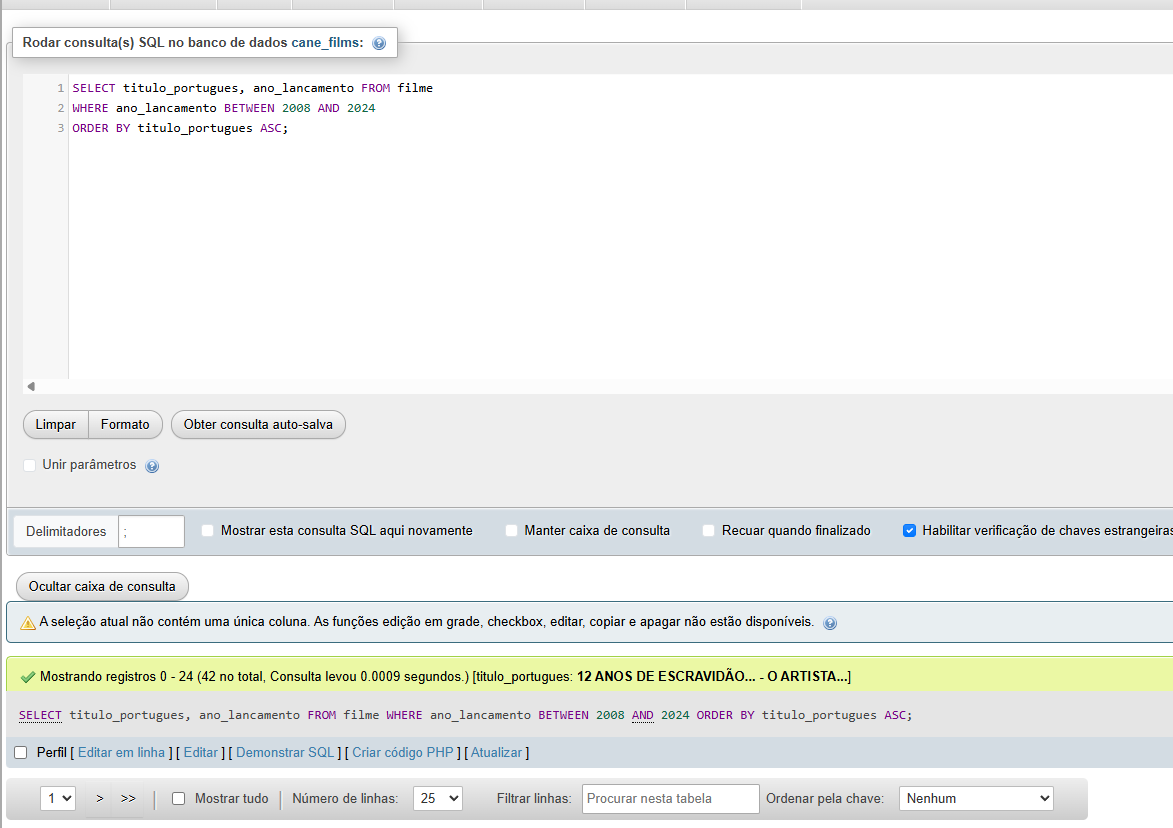 Rodar consulta(s) SQL no banco de dados cane_films:
1 SELECT titulo_portugues, ano_lancamento FROM filme
2 WHERE ano_lancamento BETWEEN 2008 AND 2024
3 ORDER BY titulo_portugues ASC;
Limpar Formato Obter consulta auto-salva
Unir parâmetros
Delimitadores ; Mostrar esta consulta SQL aqui novamente Manter caixa de consulta Recuar quando finalizado Habilitar verificação de chaves estrangeiras
Ocultar caixa de consulta
A seleção atual não contém uma única coluna. As funções edição em grade, checkbox, editar, copiar e apagar não estão disponíveis.
Mostrando registros 0 - 24 (42 no total, Consulta levou 0.0009 segundos.) [titulo_portugues: 12 ANOS DE ESCRAVIDÃO... - O ARTISTA...]
SELECT titulo_portugues, ano_lancamento FROM filme WHERE ano_lancamento BETWEEN 2008 AND 2024 ORDER BY titulo_portugues ASC;
Perfil [ Editar em linha ] [ Editar ] [ Demonstrar SQL ] [ Criar código PHP ] [ Atualizar ]
1 > >> | Mostrar tudo | Número de linhas: 25 Filtrar linhas: Procurar nesta tabela Ordenar pela chave: Nenhum